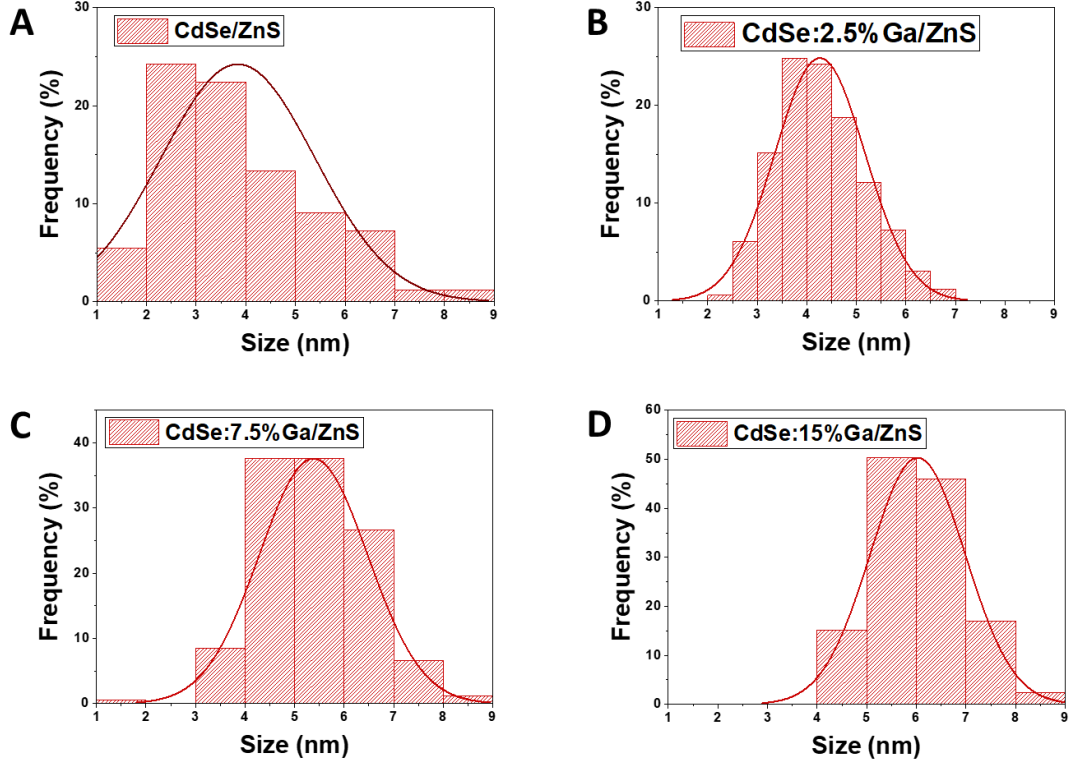 A
CdSe/ZnS
Frequency (%)
30
20
10
0
1 2 3 4 5 6 7 8 9
Size (nm)
B
CdSe:2.5% Ga/ZnS
Frequency (%)
30
20
10
0
0 1 2 3 4 5 6 7 8 9
Size (nm)
C
CdSe:7.5%Ga/ZnS
Frequency (%)
40
30
20
10
0
1 2 3 4 5 6 7 8 9
Size (nm)
D
CdSe:15%Ga/ZnS
Frequency (%)
60
50
40
30
20
10
0
1 2 3 4 5 6 7 8 9
Size (nm)